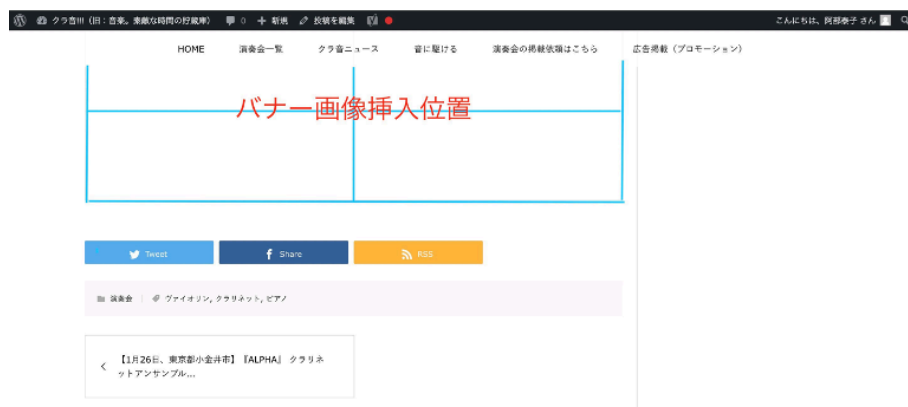 クラ音!!! (旧：音楽。素敵な時間の貯蔵庫) 0 新規 投稿を編集 こんにちは、阿部泰子 さん
HOME 演奏会一覧 クラ音ニュース 音に駆ける 演奏会の掲載依頼はこちら 広告掲載（プロモーション）
バナー画像挿入位置
Tweet Share RSS
演奏会 ヴァイオリン, クラリネット, ピアノ
【1月26日、東京都小金井市】『ALPHA』 クラリネ
ットアンサンブル...